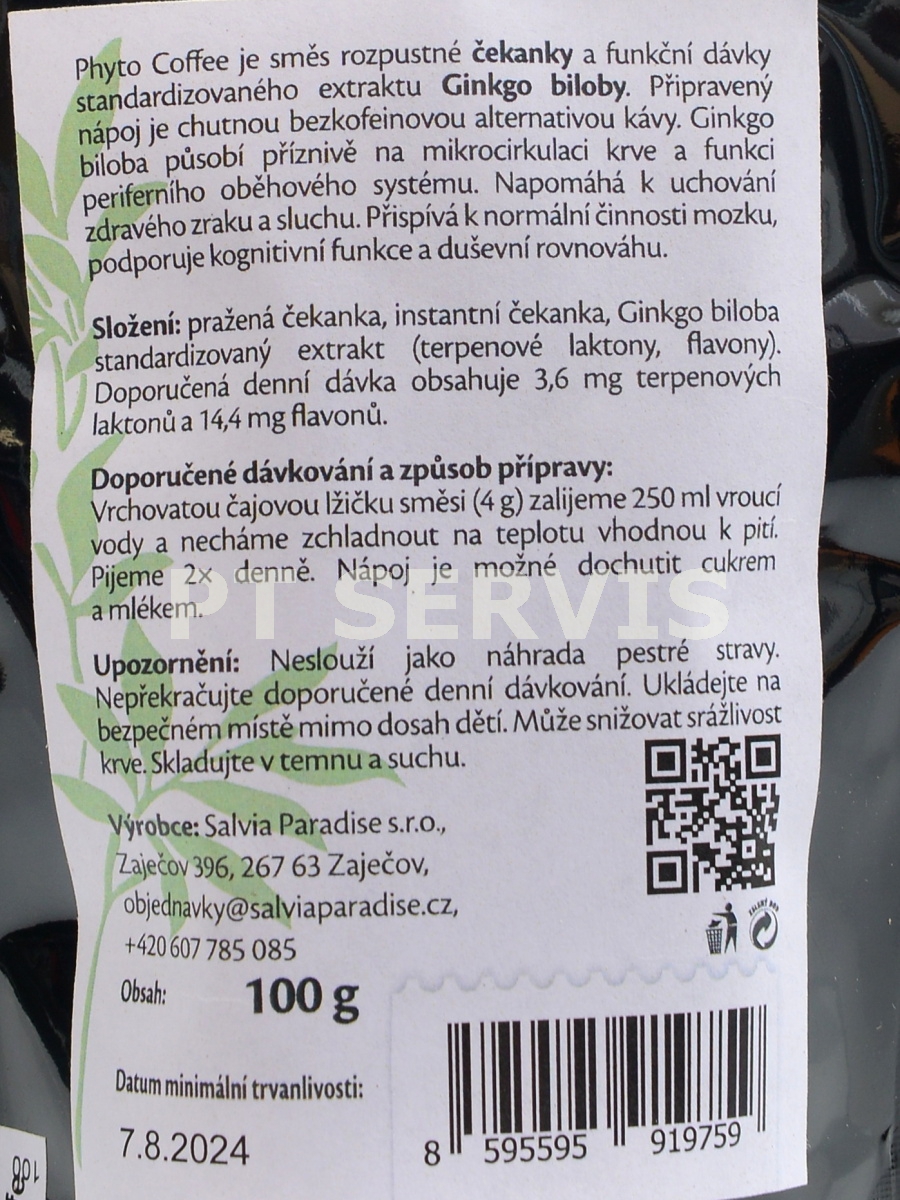 Phyto Coffee je směs rozpustné čekanky a funkční dávky
standardizovaného extraktu Ginkgo biloby. Připravený
nápoj je chutnou bezkofeinovou alternativou kávy. Ginkgo
biloba působí příznivě na mikrocirkulaci krve a funkci
periferního oběhového systému. Napomáhá k uchování
zdravého zraku a sluchu. Přispívá k normální činnosti mozku,
podporuje kognitivní funkce a duševní rovnováhu.
Složení: pražená čekanka, instantní čekanka, Ginkgo biloba
standardizovaný extrakt (terpenové laktony, flavony).
Doporučená denní dávka obsahuje 3,6 mg terpenových
laktonů a 14,4 mg flavonů.
Doporučené dávkování a způsob přípravy:
Vrchovatou čajovou lžičku směsi (4 g) zalijeme 250 ml vroucí
vody a necháme zchladnout na teplotu vhodnou k pití.
Pijeme 2x denně. Nápoj je možné dochutit cukrem
a mlékem.
PT SERVIS
Upozornění: Neslouží jako náhrada pestré stravy.
Nepřekračujte doporučené denní dávkování. Ukládejte na
bezpečném místě mimo dosah dětí. Může snižovat srážlivost
krve. Skladujte v temnu a suchu.
Výrobce: Salvia Paradise s.r.o.,
Zaječov 396, 267 63 Zaječov,
objednavky@salviaparadise.cz,
+420 607 785 085
ZELENÝ BOD
Obsah: 100 g
Datum minimální trvanlivosti:
7.8.2024
8 595595 919759